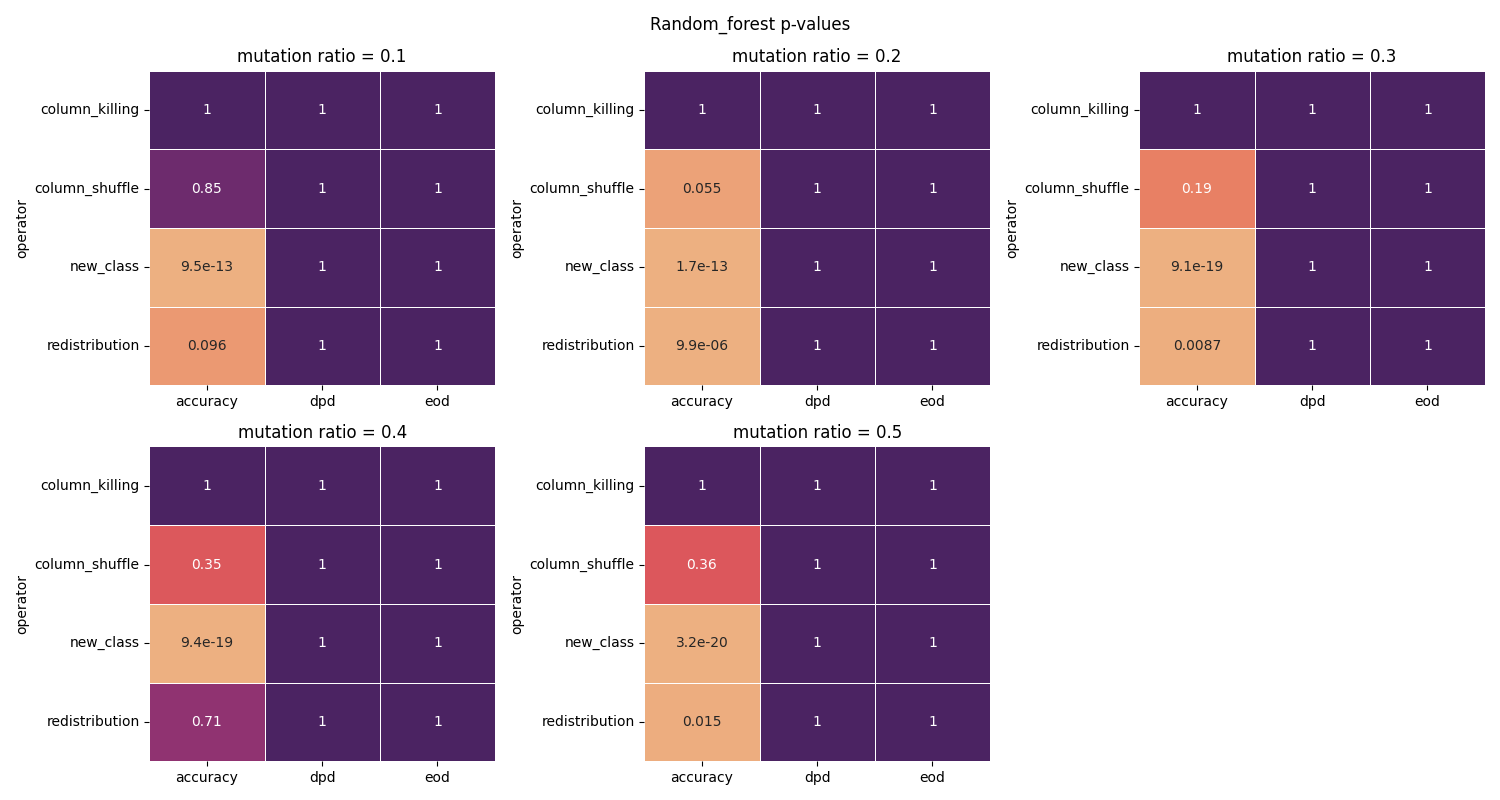 Random_forest p-values
mutation ratio = 0.1
operator
column_killing 1 1 1
column_shuffle 0.85 1 1
new_class 9.5e-13 1 1
redistribution 0.096 1 1
accuracy dpd eod
mutation ratio = 0.2
operator
column_killing 1 1 1
column_shuffle 0.055 1 1
new_class 1.7e-13 1 1
redistribution 9.9e-06 1 1
accuracy dpd eod
mutation ratio = 0.3
operator
column_killing 1 1 1
column_shuffle 0.19 1 1
new_class 9.1e-19 1 1
redistribution 0.0087 1 1
accuracy dpd eod
mutation ratio = 0.4
operator
column_killing 1 1 1
column_shuffle 0.35 1 1
new_class 9.4e-19 1 1
redistribution 0.71 1 1
accuracy dpd eod
mutation ratio = 0.5
operator
column_killing 1 1 1
column_shuffle 0.36 1 1
new_class 3.2e-20 1 1
redistribution 0.015 1 1
accuracy dpd eod